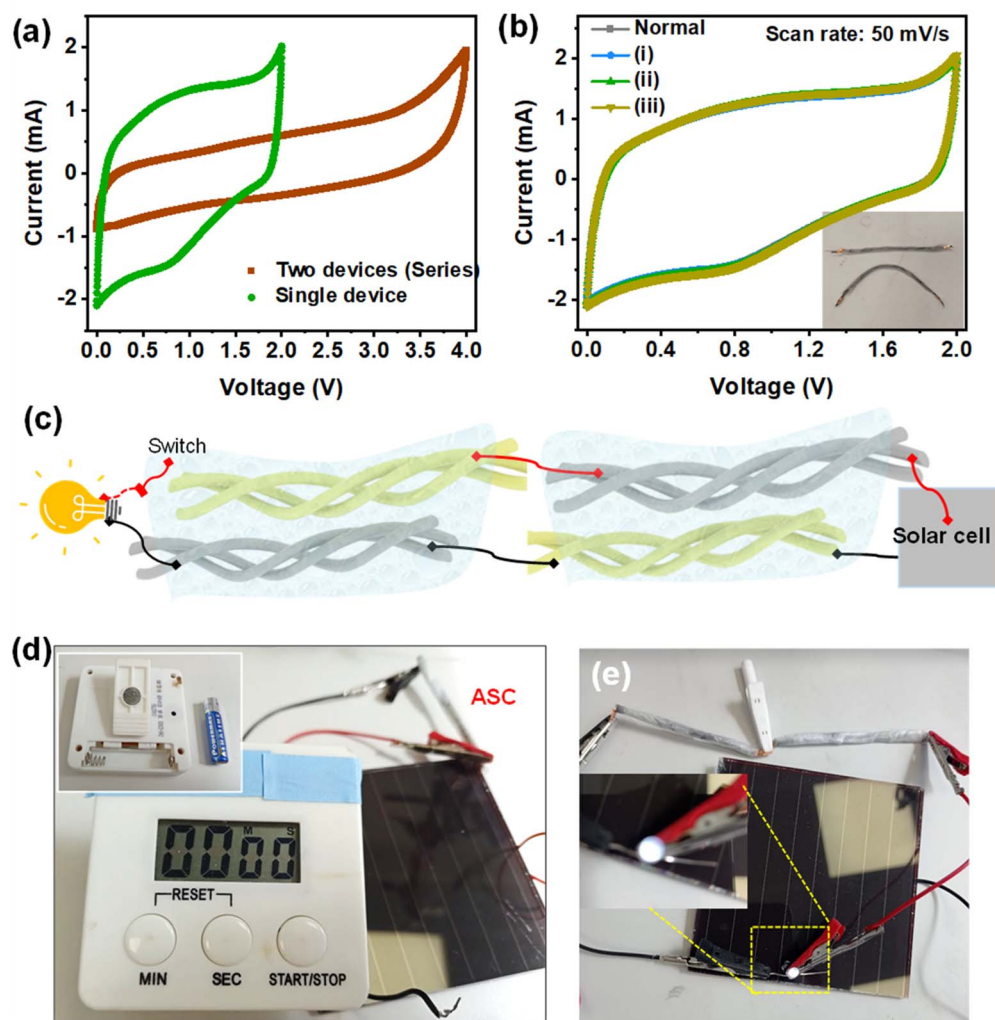 (a)
2
1
0
-1
-2
Current (mA)
Two devices (Series)
Single device
0.0 0.5 1.0 1.5 2.0 2.5 3.0 3.5 4.0
Voltage (V)
(b)
Normal
(i)
(ii)
(iii)
Scan rate: 50 mV/s
2
1
0
-1
-2
Current (mA)
0.0 0.4 0.8 1.2 1.6 2.0
Voltage (V)
(c)
Switch
Solar cell
(d)
ASC
00 M 00 S
RESET
MIN SEC START/STOP
(e)